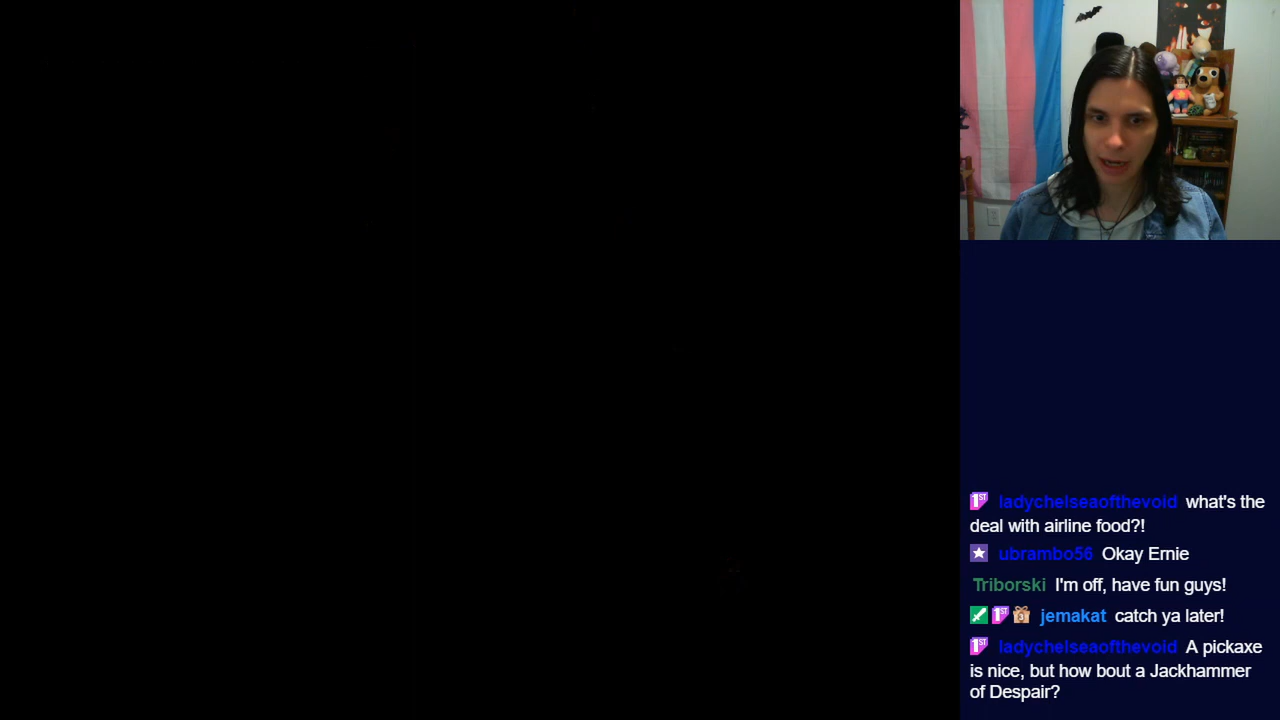 ladychelseaofthevoid what's the
deal with airline food?!
ubrambo56 Okay Ernie
Triborski I'm off, have fun guys!
jemakat catch ya later!
ladychelseaofthevoid A pickaxe
is nice, but how bout a Jackhammer
of Despair?